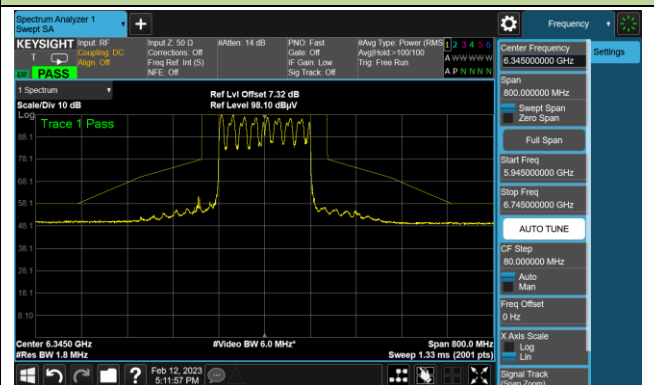 Spectrum Analyzer 1
Swept SA
+
Frequency
KEYSIGHT
Input: RF
Coupling: DC
Align: Off
Input Z: 50 Ω
Corrections: Off
Freq Ref: Int (S)
NFE: Off
#Atten: 14 dB
PNO: Fast
Gate: Off
IF Gain: Low
Sig Track: Off
#Avg Type: Power (RMS
Avg|Hold:>100/100
Trig: Free Run
1 2 3 4 5 6
A W W W W W
A P N N N N
PASS
Center Frequency
6.345000000 GHz
Settings
Span
800.000000 MHz
Swept Span
Zero Span
Full Span
Start Freq
5.945000000 GHz
Stop Freq
6.745000000 GHz
AUTO TUNE
CF Step
80.000000 MHz
Auto
Man
Freq Offset
0 Hz
X Axis Scale
Log
Lin
Signal Track
(Span Zoom)
1 Spectrum
Scale/Div 10 dB
Ref Lvl Offset 7.32 dB
Ref Level 98.10 dBµV
Log
Trace 1 Pass
88.1
78.1
68.1
58.1
48.1
38.1
28.1
18.1
8.10
Center 6.3450 GHz
#Res BW 1.8 MHz
#Video BW 6.0 MHz*
Span 800.0 MHz
Sweep 1.33 ms (2001 pts)
Feb 12, 2023
5:11:57 PM